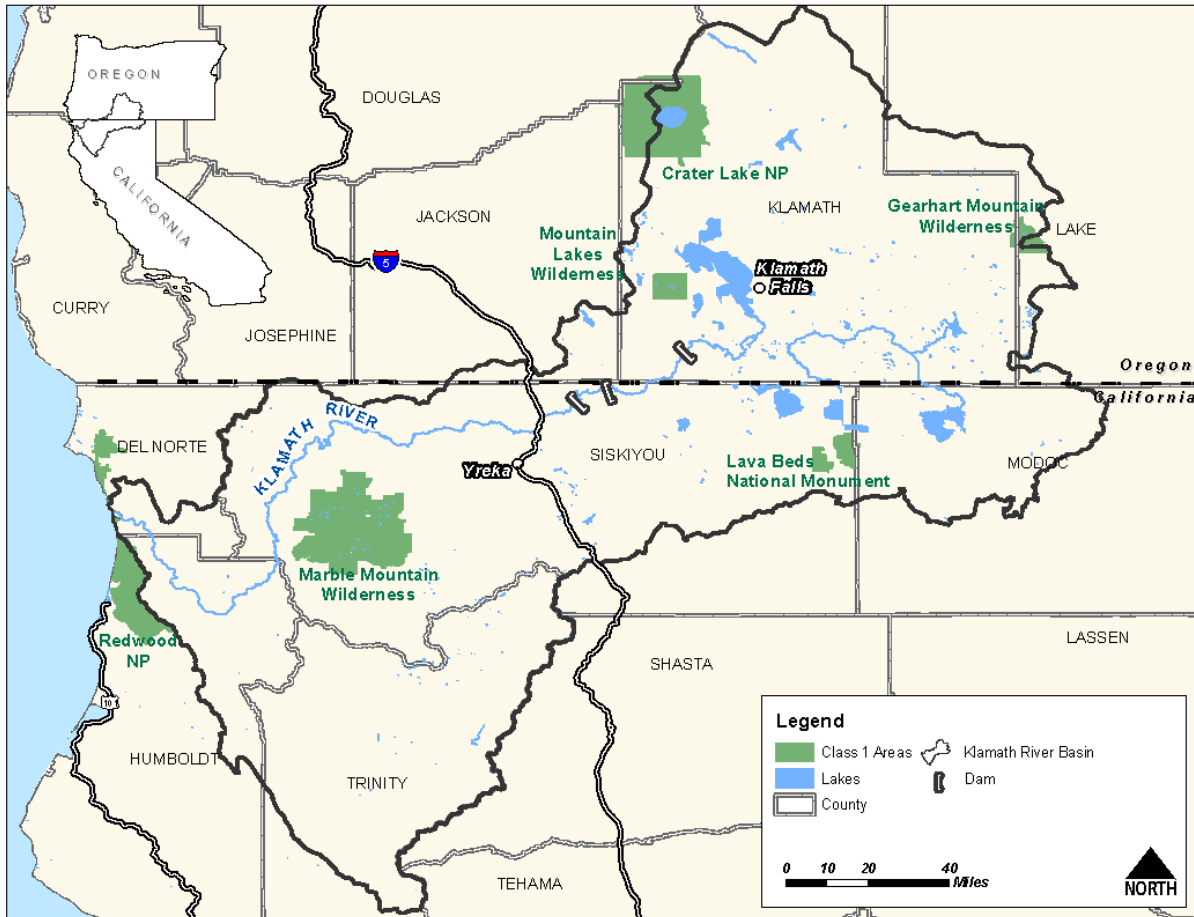 OREGON
CALIFORNIA
DOUGLAS
Crater Lake NP
KLAMATH
JACKSON
Gearhart Mountain
Wilderness
LAKE
Mountain
Lakes
Wilderness
5
Klamath
Falls
CURRY
JOSEPHINE
Oregon
California
DEL NORTE
KLAMATH RIVER
Yreka
SISKIYOU
Lava Beds
National Monument
MODOC
Marble Mountain
Wilderness
Redwood
NP
LASSEN
SHASTA
101
HUMBOLDT
TRINITY
TEHAMA
Legend
Class 1 Areas
Klamath River Basin
Lakes
Dam
County
0 10 20 40
Miles
NORTH